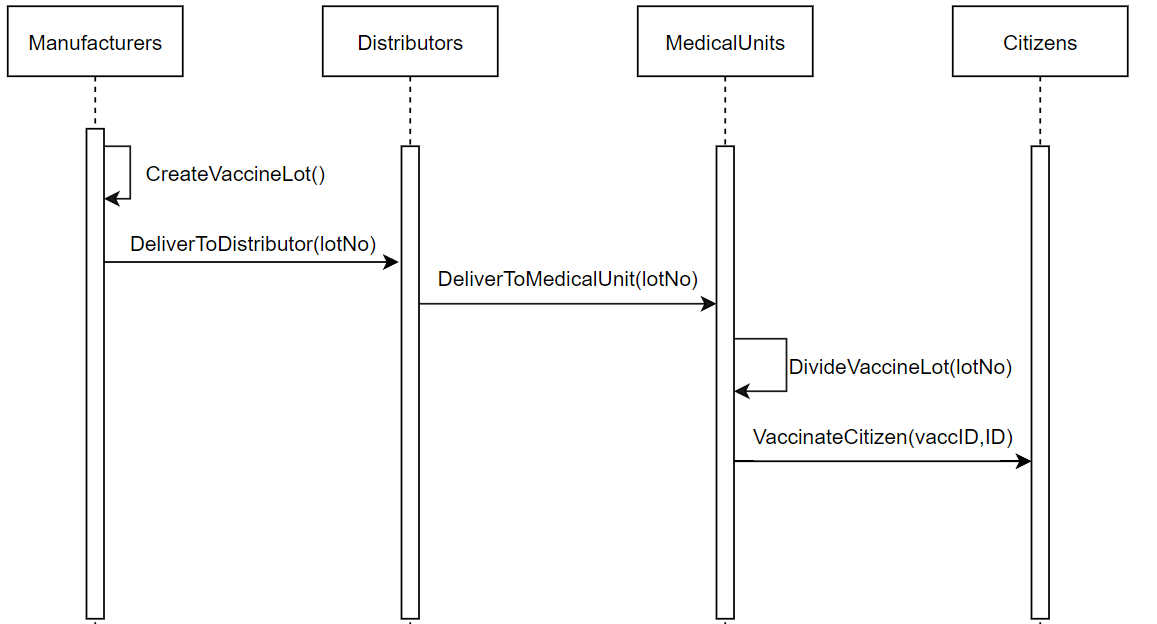 Manufacturers
Distributors
MedicalUnits
Citizens
CreateVaccineLot()
DeliverToDistributor(lotNo)
DeliverToMedicalUnit(lotNo)
DivideVaccineLot(lotNo)
VaccinateCitizen(vaccID,ID)